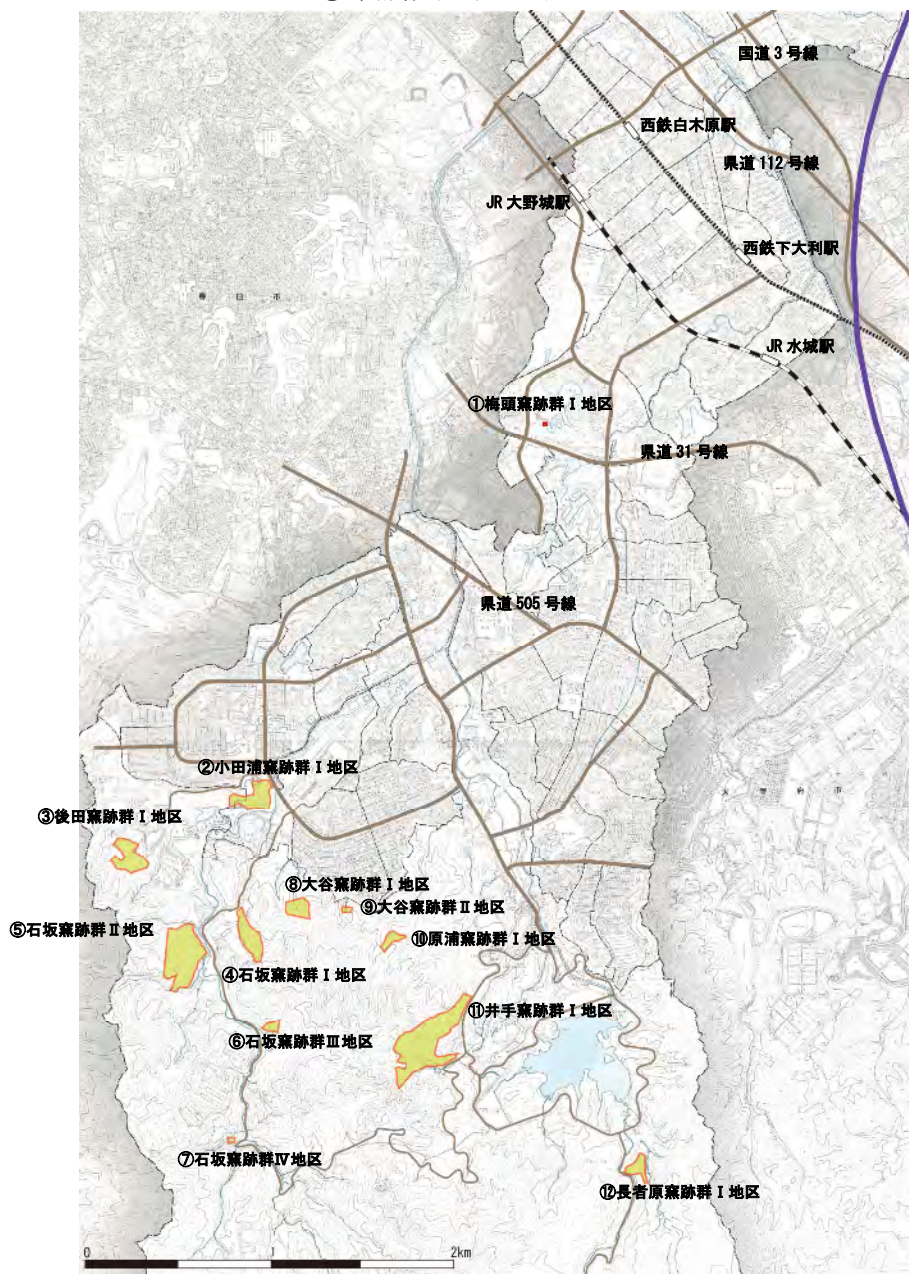 国道3号線
西鉄白木原駅
県道112号線
JR大野城駅
西鉄下大利駅
JR水城駅
春日市
①梅頭窯跡群Ⅰ地区
県道31号線
県道505号線
②小田浦窯跡群Ⅰ地区
太宰府市
③後田窯跡群Ⅰ地区
⑧大谷窯跡群Ⅰ地区
⑨大谷窯跡群Ⅱ地区
⑤石坂窯跡群Ⅱ地区
⑩原浦窯跡群Ⅰ地区
④石坂窯跡群Ⅰ地区
⑪井手窯跡群Ⅰ地区
⑥石坂窯跡群Ⅲ地区
⑦石坂窯跡群Ⅳ地区
⑫長者原窯跡群Ⅰ地区
0 1 2km